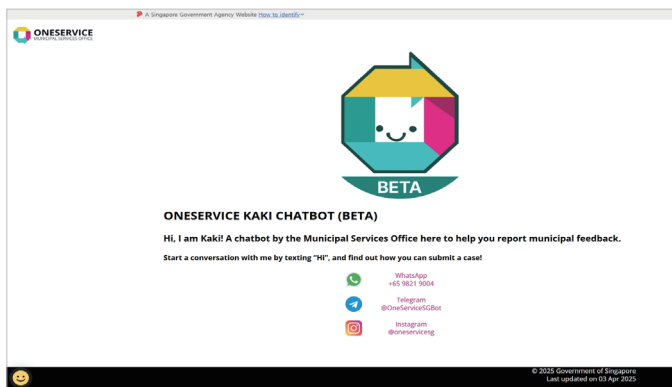 A Singapore Government Agency Website How to identify
ONESERVICE
MUNICIPAL SERVICES OFFICE
BETA
ONESERVICE KAKI CHATBOT (BETA)
Hi, I am Kaki! A chatbot by the Municipal Services Office here to help you report municipal feedback.
Start a conversation with me by texting “Hi”, and find out how you can submit a case!
WhatsApp
+65 9821 9004
Telegram
@OneServiceSGBot
Instagram
@oneservicesg
© 2025 Government of Singapore
Last updated on 03 Apr 2025